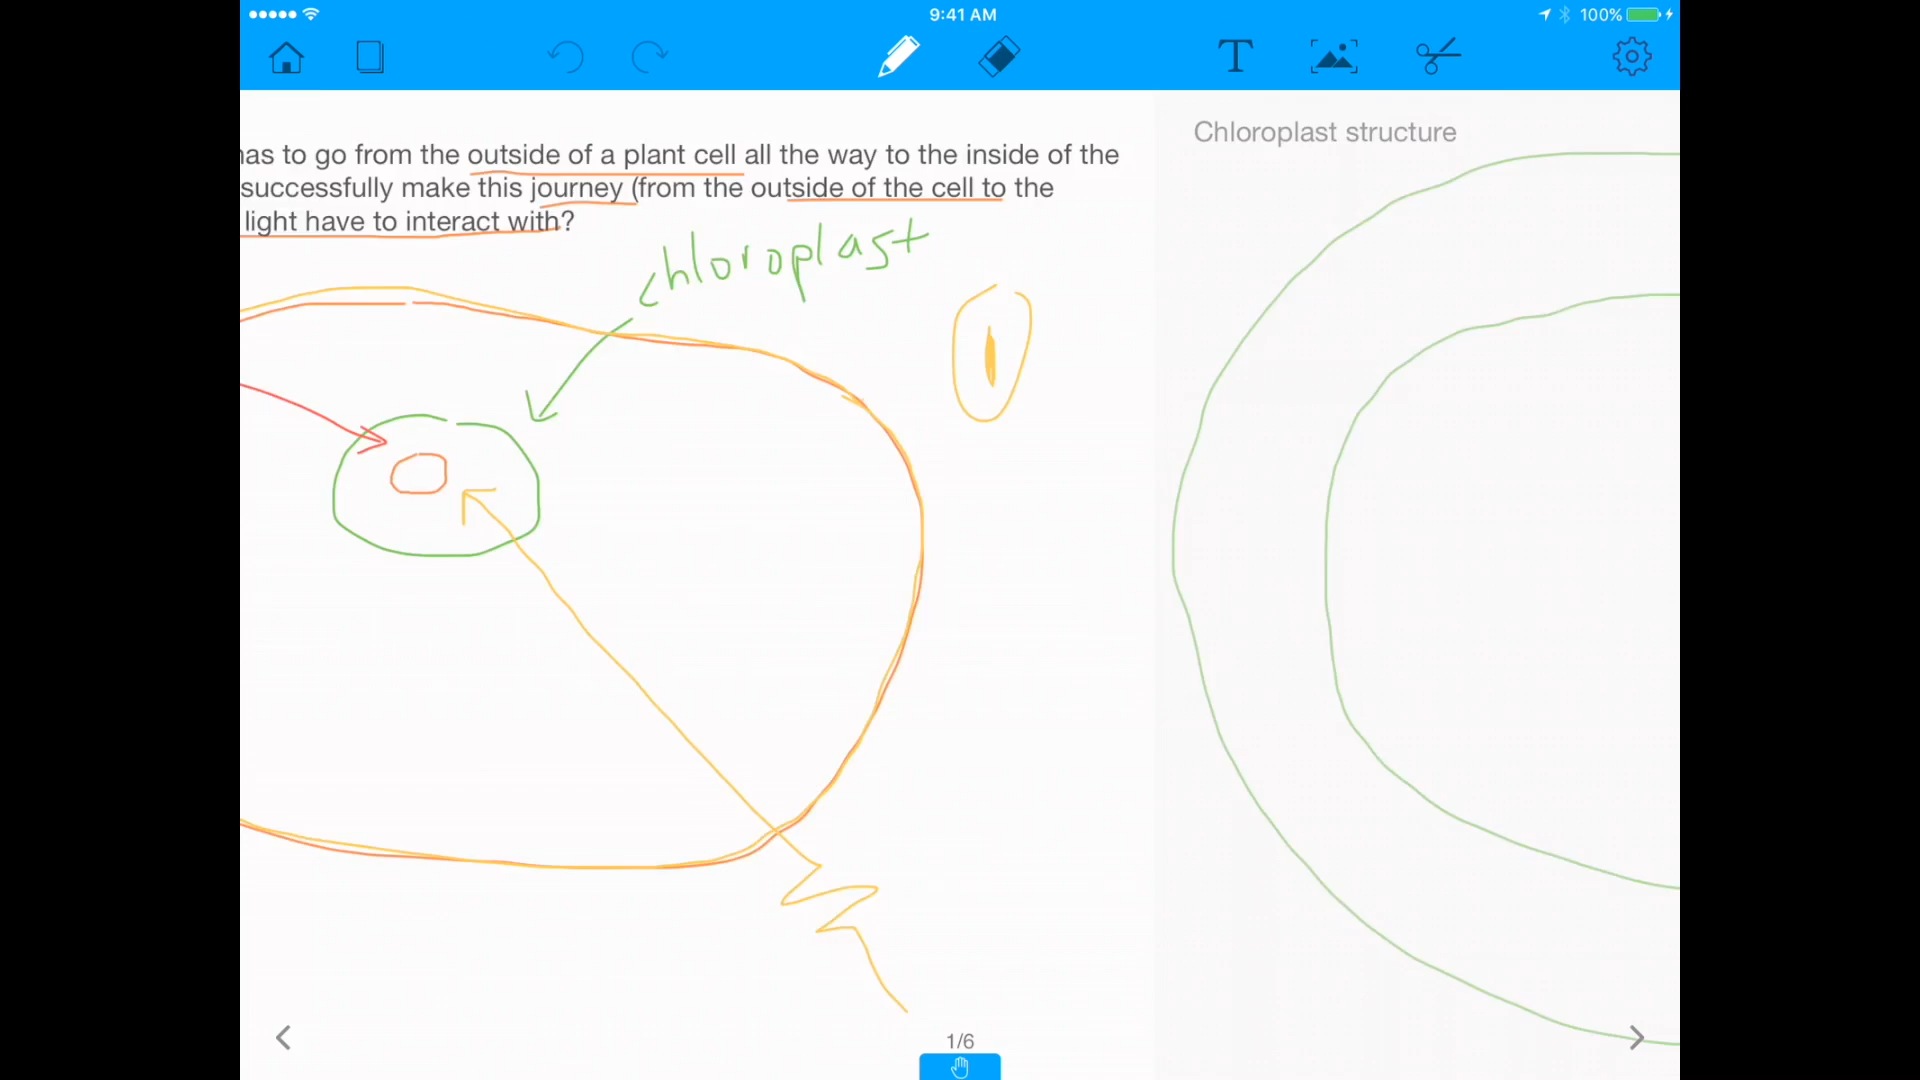 9:41 AM
100%
T
has to go from the outside of a plant cell all the way to the inside of the
successfully make this journey (from the outside of the cell to the
light have to interact with?
chloroplast
1
Chloroplast structure
1/6